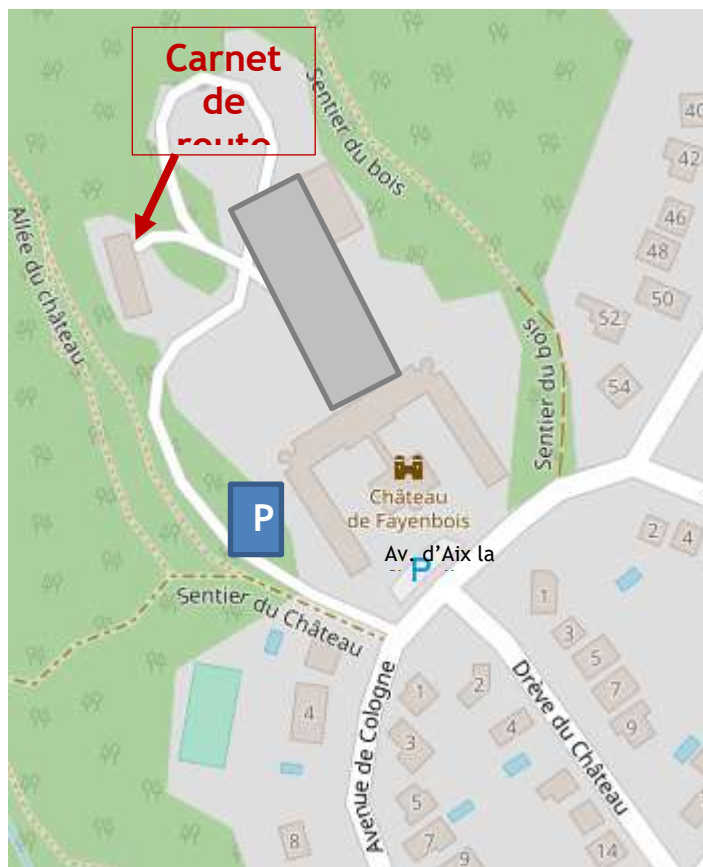 Carnet
de
route
Sentier du bois
Allée du château
40
42
46
48
50
52
54
Sentier du bois
Château
de Fayenbois
P
Av. d'Aix la
P
2
4
Sentier du Château
1
3
5
7
9
Drève du Château
14
Avenue de Cologne
1
2
3
4
4
5
7
8
9